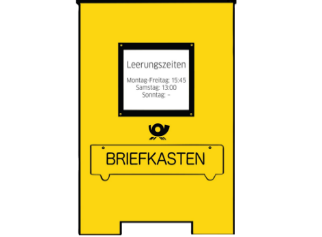 Leerungszeiten
Montag-Freitag: 15:45
Samstag: 13:00
Sonntag: -
BRIEFKASTEN